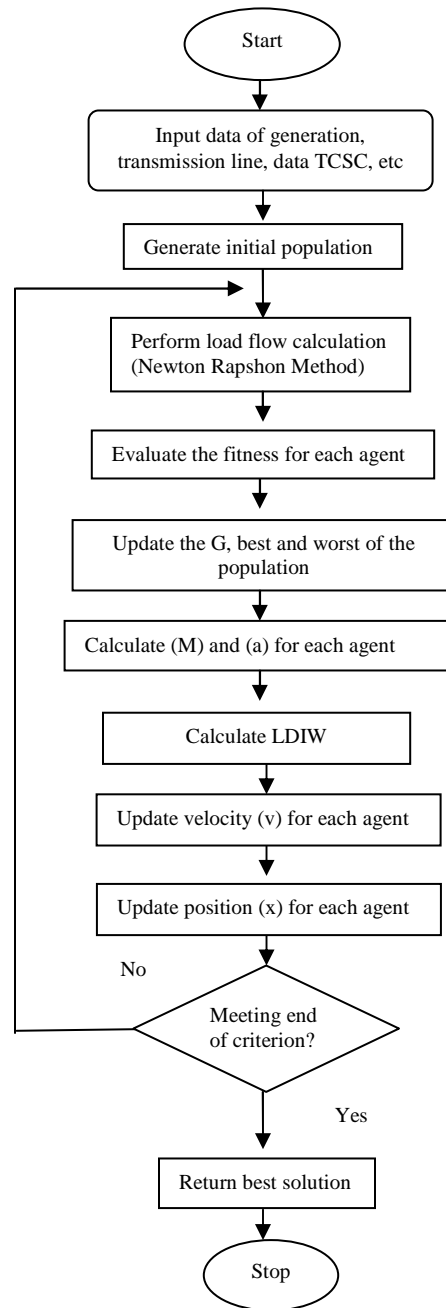 Start
Input data of generation,
transmission line, data TCSC, etc
Generate initial population
Perform load flow calculation
(Newton Rapshon Method)
Evaluate the fitness for each agent
Update the G, best and worst of the
population
Calculate (M) and (a) for each agent
Calculate LDIW
Update velocity (v) for each agent
Update position (x) for each agent
No
Meeting end
of criterion?
Yes
Return best solution
Stop